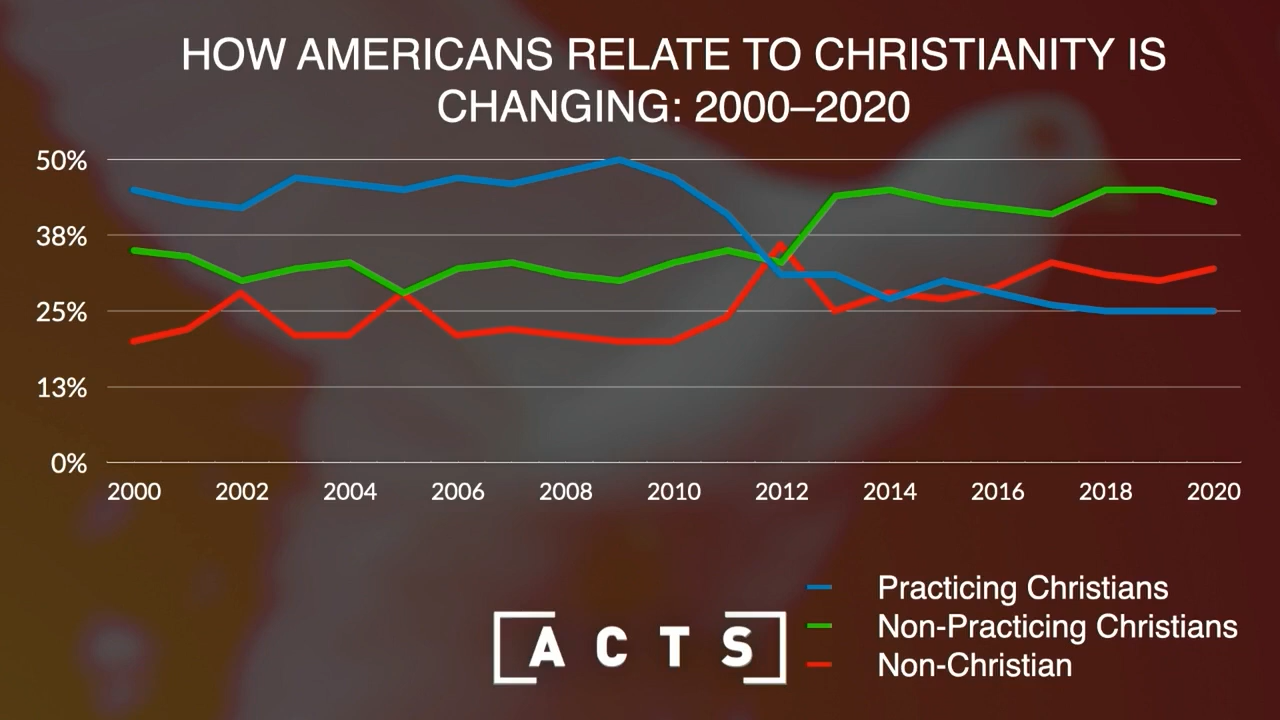 HOW AMERICANS RELATE TO CHRISTIANITY IS
CHANGING: 2000–2020
50%
38%
25%
13%
0%
2000 2002 2004 2006 2008 2010 2012 2014 2016 2018 2020
Practicing Christians
Non-Practicing Christians
Non-Christian
ACTS